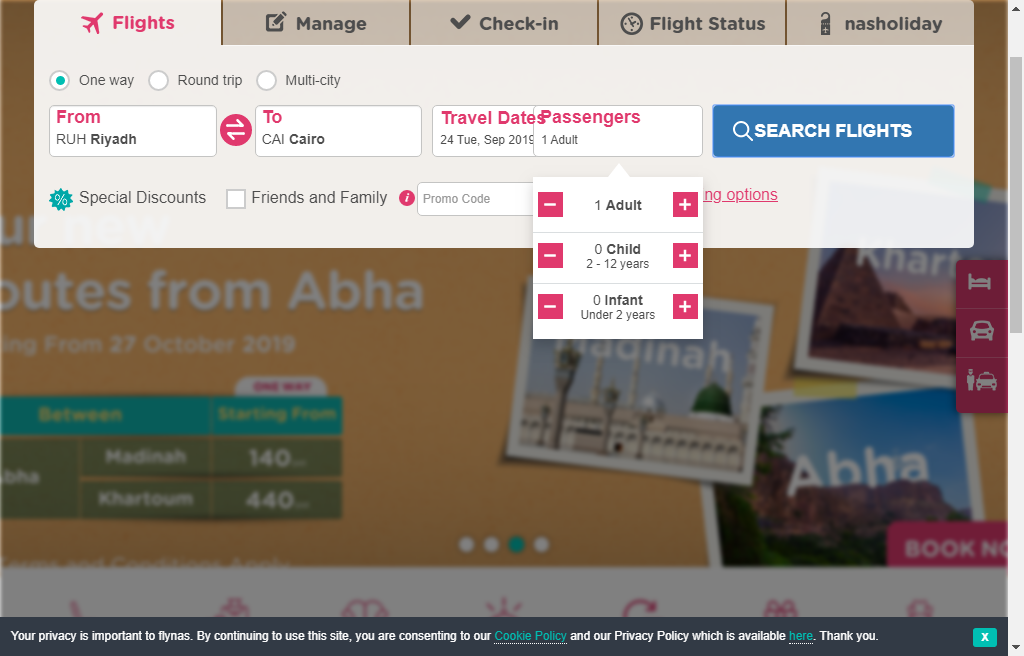 Flights
Manage
Check-in
Flight Status
nasholiday
One way
Round trip
Multi-city
From
RUH Riyadh
To
CAI Cairo
Travel Dates
24 Tue, Sep 2019
Passengers
1 Adult
SEARCH FLIGHTS
% Special Discounts
Friends and Family
i
Promo Code
ng options
1 Adult
0 Child
2 - 12 years
0 Infant
Under 2 years
ur new
outes from Abha
ing From 27 October 2019
ONE WAY
Between
Starting From
Abha
Madinah
140
Khartoum
440
Terms and Conditions Apply
Khart
Madinah
Abha
BOOK NO
Your privacy is important to flynas. By continuing to use this site, you are consenting to our Cookie Policy and our Privacy Policy which is available here. Thank you.
X